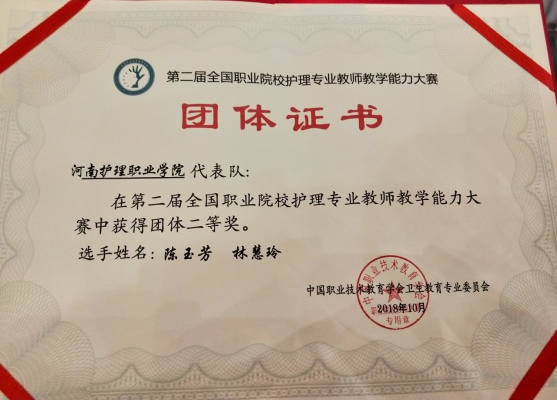 第二届全国职业院校护理专业教师教学能力大赛
团体证书
河南护理职业学院 代表队：
在第二届全国职业院校护理专业教师教学能力大
赛中获得团体二等奖。
选手姓名：陈玉芳 林慧玲
中国职业技术教育学会卫生教育专业委员会
2018年10月
专用章